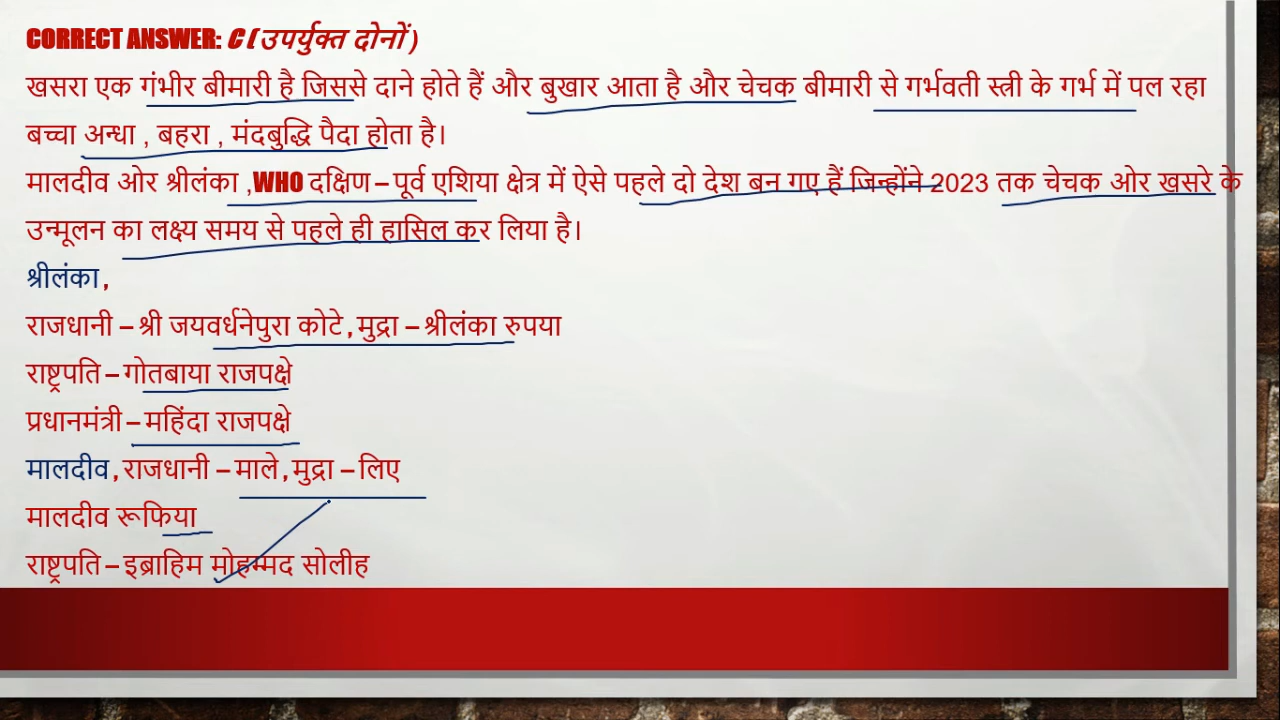 CORRECT ANSWER: C (उपर्युक्त दोनों )
खसरा एक गंभीर बीमारी है जिससे दाने होते हैं और बुखार आता है और चेचक बीमारी से गर्भवती स्त्री के गर्भ में पल रहा
बच्चा अन्धा , बहरा , मंदबुद्धि पैदा होता है।
मालदीव ओर श्रीलंका ,WHO दक्षिण – पूर्व एशिया क्षेत्र में ऐसे पहले दो देश बन गए हैं जिन्होंने 2023 तक चेचक ओर खसरे के
उन्मूलन का लक्ष्य समय से पहले ही हासिल कर लिया है।
श्रीलंका ,
राजधानी – श्री जयवर्धनेपुरा कोटे , मुद्रा – श्रीलंका रुपया
राष्ट्रपति – गोतबाया राजपक्षे
प्रधानमंत्री – महिंदा राजपक्षे
मालदीव , राजधानी – माले , मुद्रा – लिए
मालदीव रूफिया
राष्ट्रपति – इब्राहिम मोहम्मद सोलीह